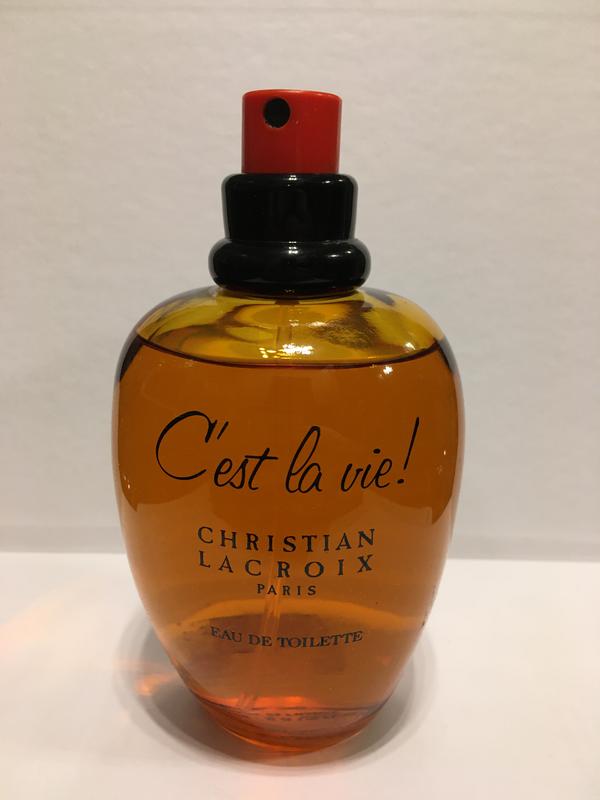 C'est la vie!
CHRISTIAN
LACROIX
PARIS
EAU DE TOILETTE